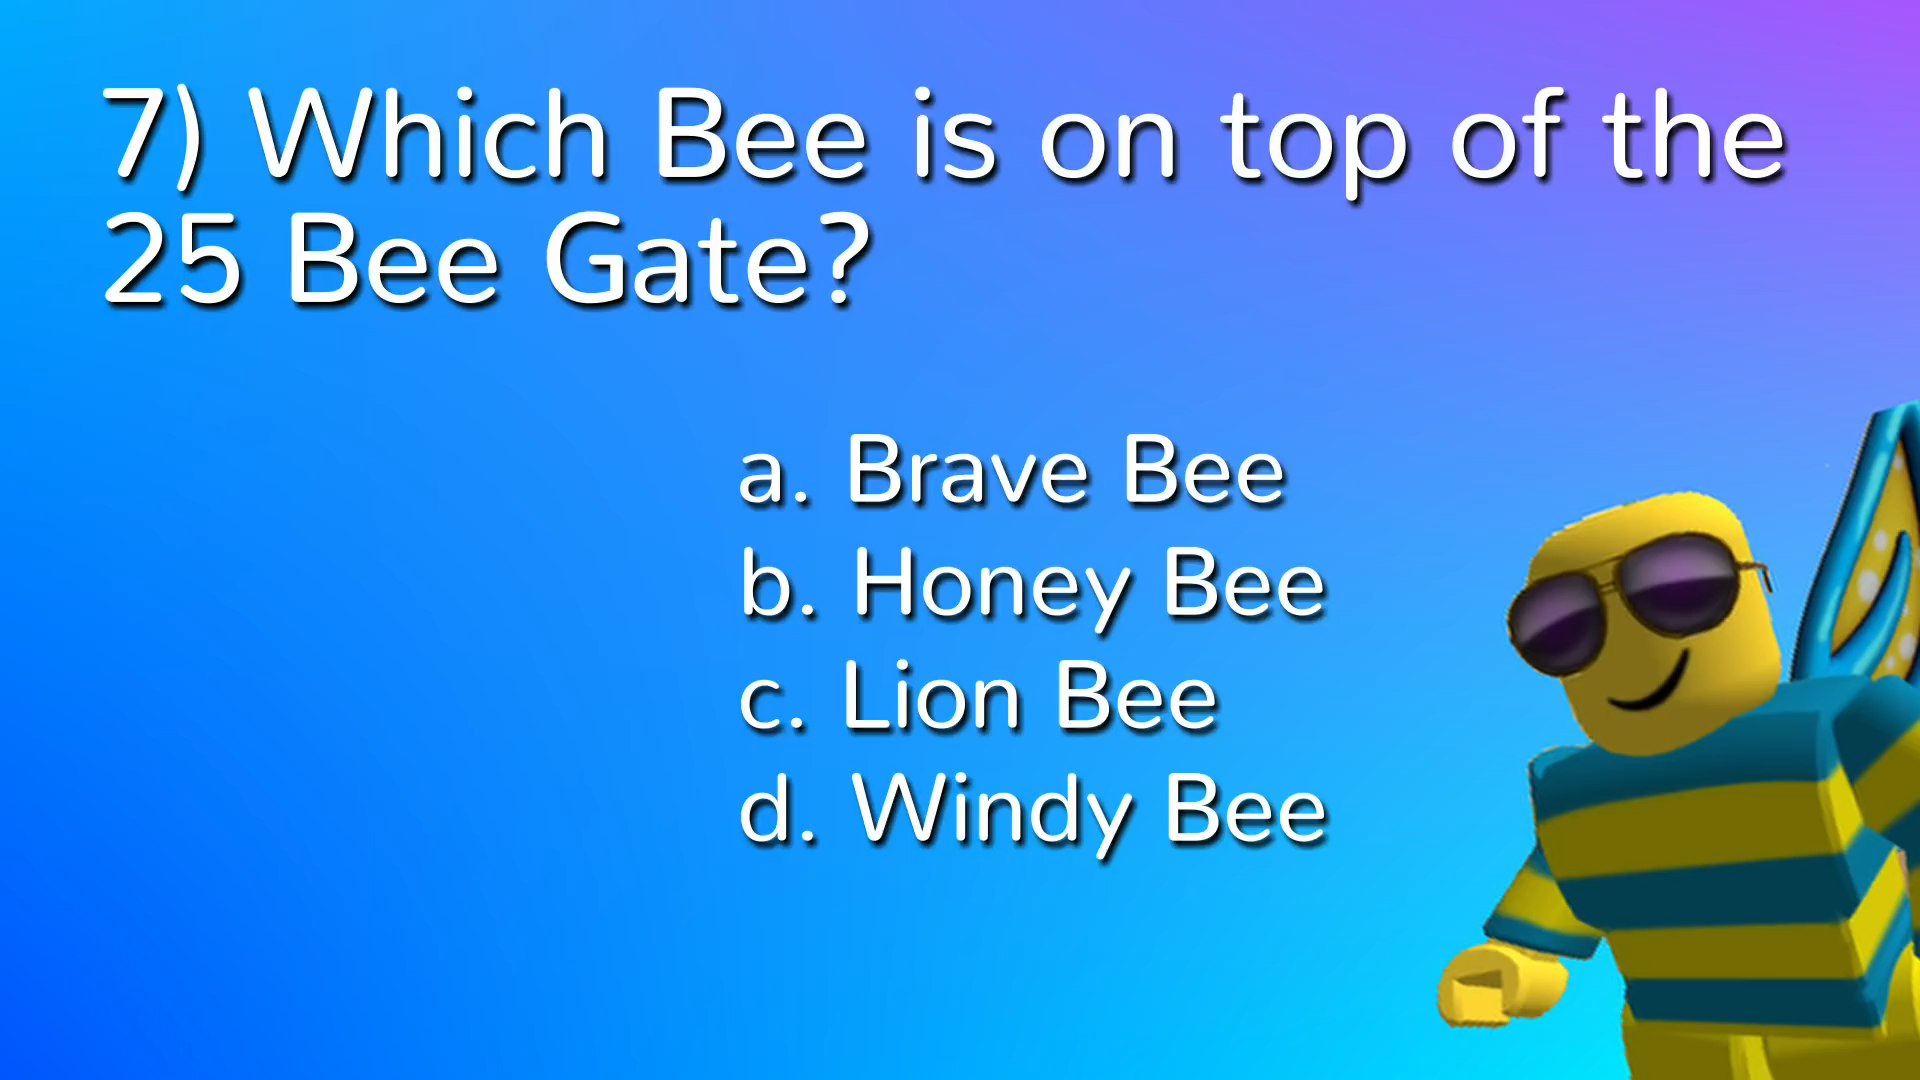 7) Which Bee is on top of the
25 Bee Gate?
a. Brave Bee
b. Honey Bee
c. Lion Bee
d. Windy Bee